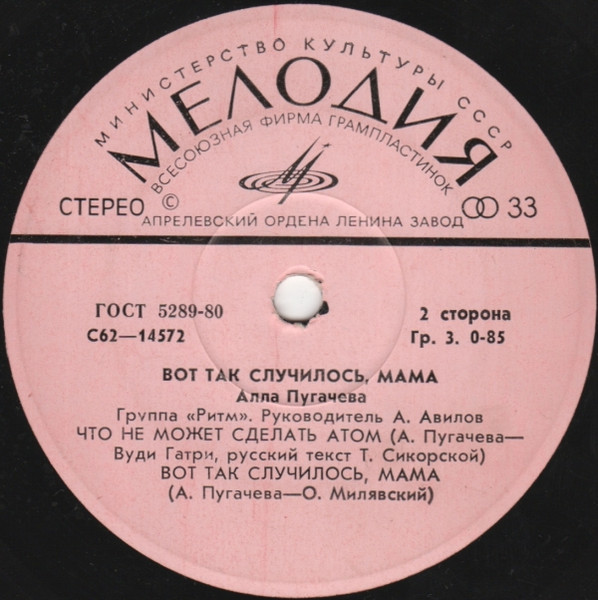 МИНИСТЕРСТВО КУЛЬТУРЫ СССР
МЕЛОДИЯ
ВСЕСОЮЗНАЯ ФИРМА ГРАМПЛАСТИНОК
СТЕРЕО © 33
АПРЕЛЕВСКИЙ ОРДЕНА ЛЕНИНА ЗАВОД
ГОСТ 5289-80
2 сторона
С62—14572
Гр. 3. 0-85
ВОТ ТАК СЛУЧИЛОСЬ, МАМА
Алла Пугачева
Группа «Ритм». Руководитель А. Авилов
ЧТО НЕ МОЖЕТ СДЕЛАТЬ АТОМ (А. Пугачева—
Вуди Гатри, русский текст Т. Сикорской)
ВОТ ТАК СЛУЧИЛОСЬ, МАМА
(А. Пугачева—О. Милявский)